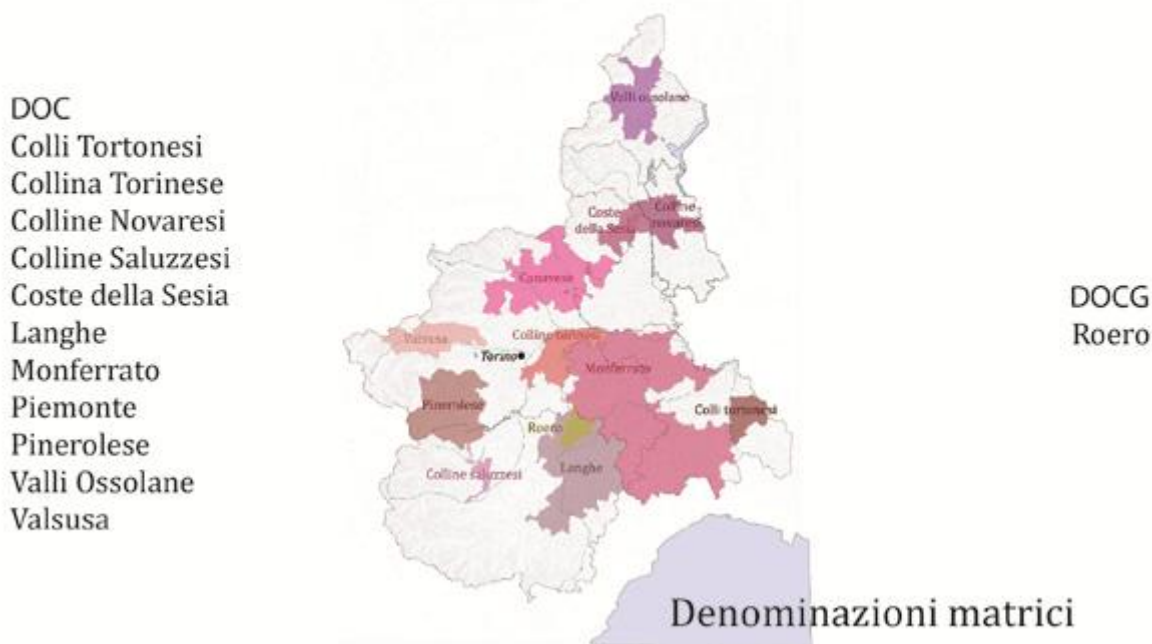 DOC
Colli Tortonesi
Collina Torinese
Colline Novaresi
Colline Saluzzesi
Coste della Sesia
Langhe
Monferrato
Piemonte
Pinerolese
Valli Ossolane
Valsusa
Valli ossolane
Coste
della Sesia
Colline
novaresi
Canavese
Valsusa
Torino
Monferrato
Pinerolese
Colli tortonesi
Roero
Langhe
Colline saluzzesi
DOCG
Roero
Denominazioni matrici